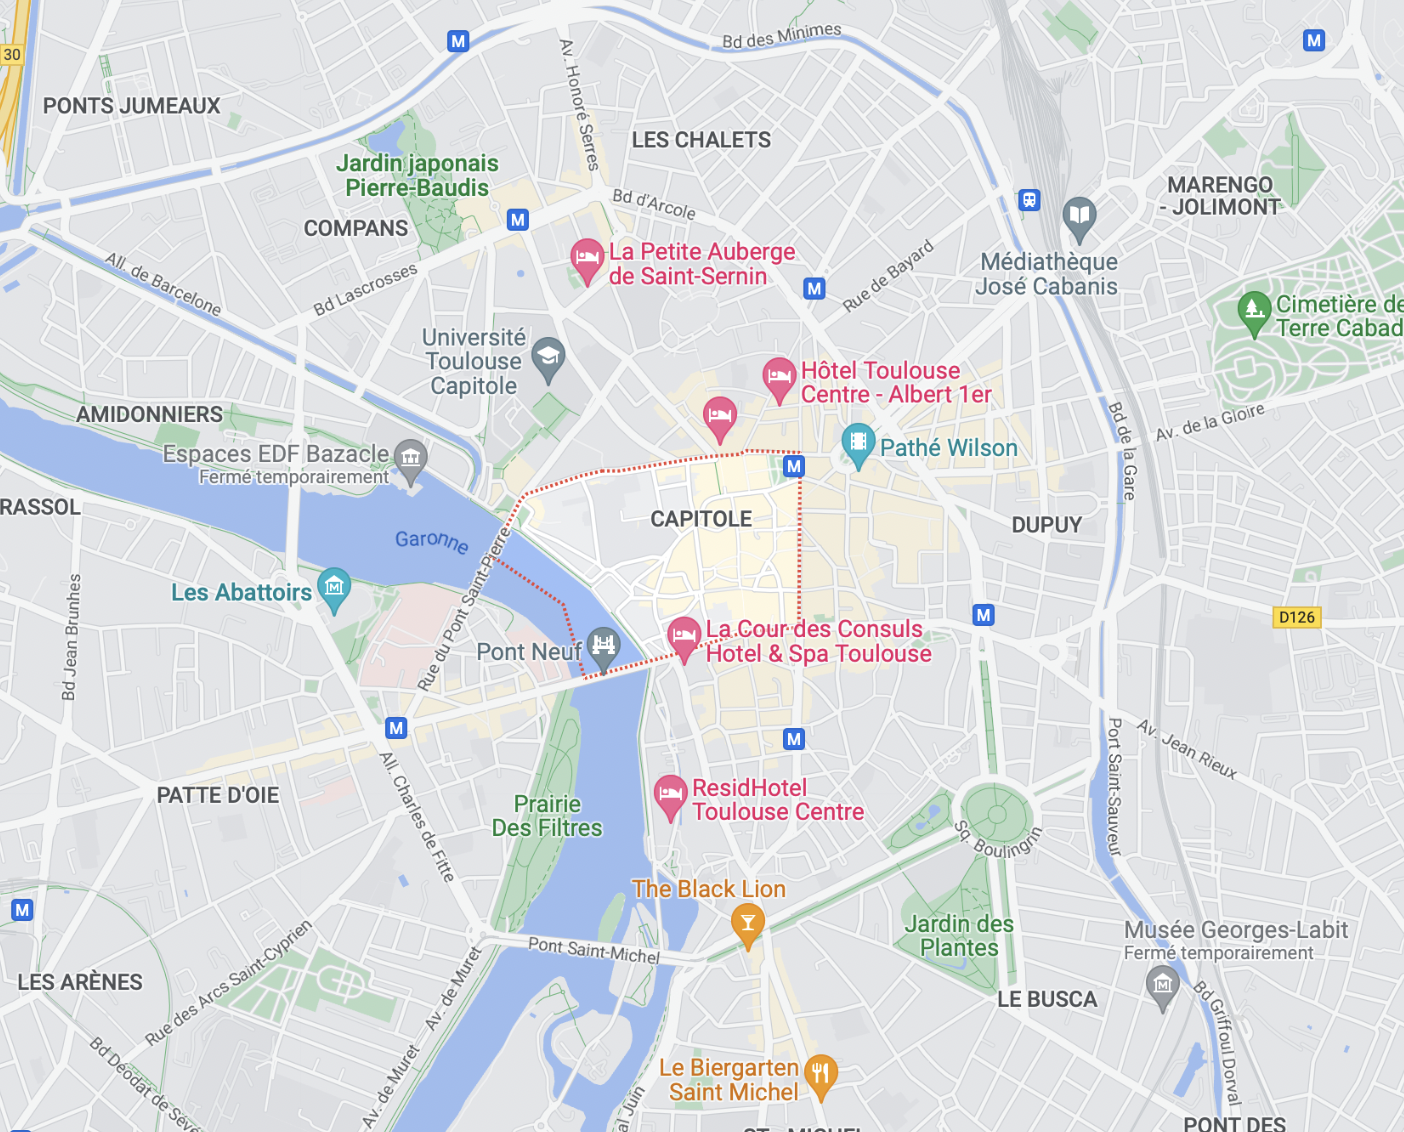 Bd des Minimes
M
M
30
Av. Honoré Serres
PONTS JUMEAUX
LES CHALETS
Jardin japonais
Pierre-Baudis
MARENGO
- JOLIMONT
Bd d'Arcole
M
COMPANS
La Petite Auberge
de Saint-Sernin
Médiathèque
José Cabanis
All. de Barcelone
Bd Lascrosses
M
Rue de Bayard
Cimetière de
Terre Cabad
Université
Toulouse
Capitole
Hôtel Toulouse
Centre - Albert 1er
AMIDONNIERS
Bd de la Gare
Av. de la Gloire
Espaces EDF Bazacle
Fermé temporairement
Pathé Wilson
M
RASSOL
CAPITOLE
DUPUY
Garonne
Les Abattoirs
M
Rue du Pont Saint-Pierre
Bd Jean Brunhes
M
D126
La Cour des Consuls
Hotel & Spa Toulouse
Pont Neuf
M
M
Av. Jean Rieux
Port Saint-Sauveur
All. Charles de Fitte
PATTE D'OIE
Prairie
Des Filtres
ResidHotel
Toulouse Centre
Sq. Boulingrin
The Black Lion
M
Jardin des
Plantes
Musée Georges-Labit
Fermé temporairement
Pont Saint-Michel
LES ARÈNES
Rue des Arcs Saint-Cyprien
Av. de Muret
LE BUSCA
Bd Griffoul Dorval
Bd Déodat de Séve
Av. de Muret
Le Biergarten
Saint Michel
al Juin
PONT DES
ST - MICHEL